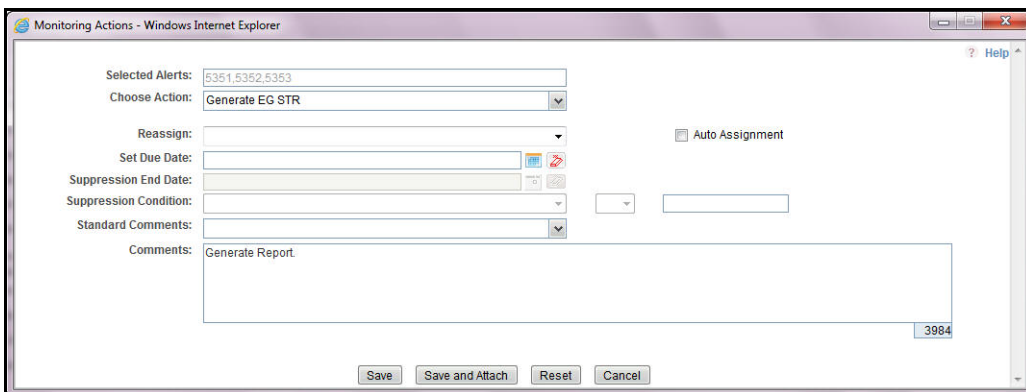 Monitoring Actions - Windows Internet Explorer
? Help
Selected Alerts: 5351,5352,5353
Choose Action: Generate EG STR
Reassign: Auto Assignment
Set Due Date:
Suppression End Date:
Suppression Condition:
Standard Comments:
Comments: Generate Report.
3984
Save Save and Attach Reset Cancel